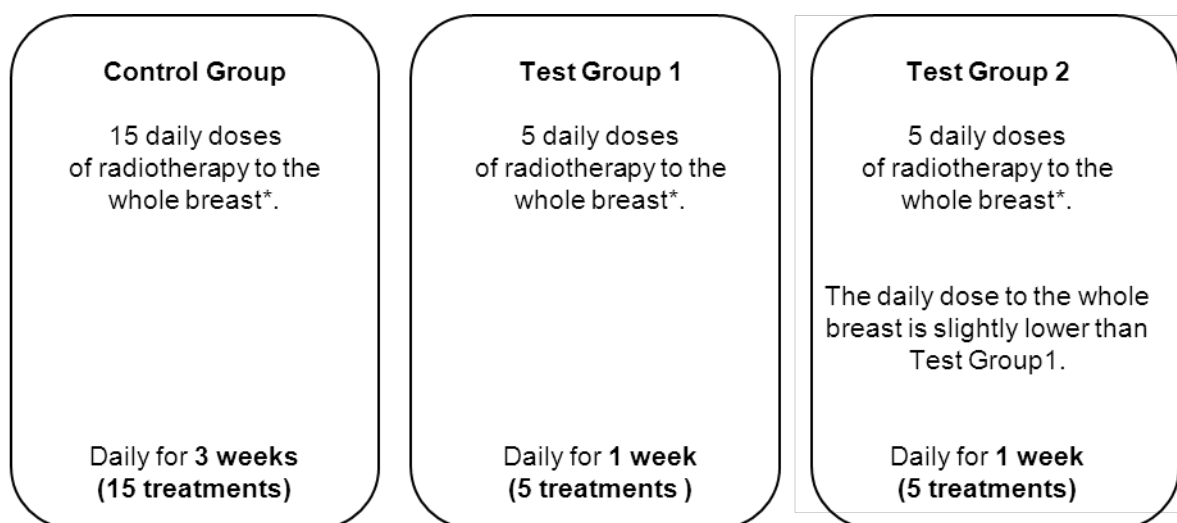 Control Group
15 daily doses
of radiotherapy to the
whole breast*.
Daily for 3 weeks
(15 treatments)
Test Group 1
5 daily doses
of radiotherapy to the
whole breast*.
Daily for 1 week
(5 treatments )
Test Group 2
5 daily doses
of radiotherapy to the
whole breast*.
The daily dose to the whole
breast is slightly lower than
Test Group1.
Daily for 1 week
(5 treatments)